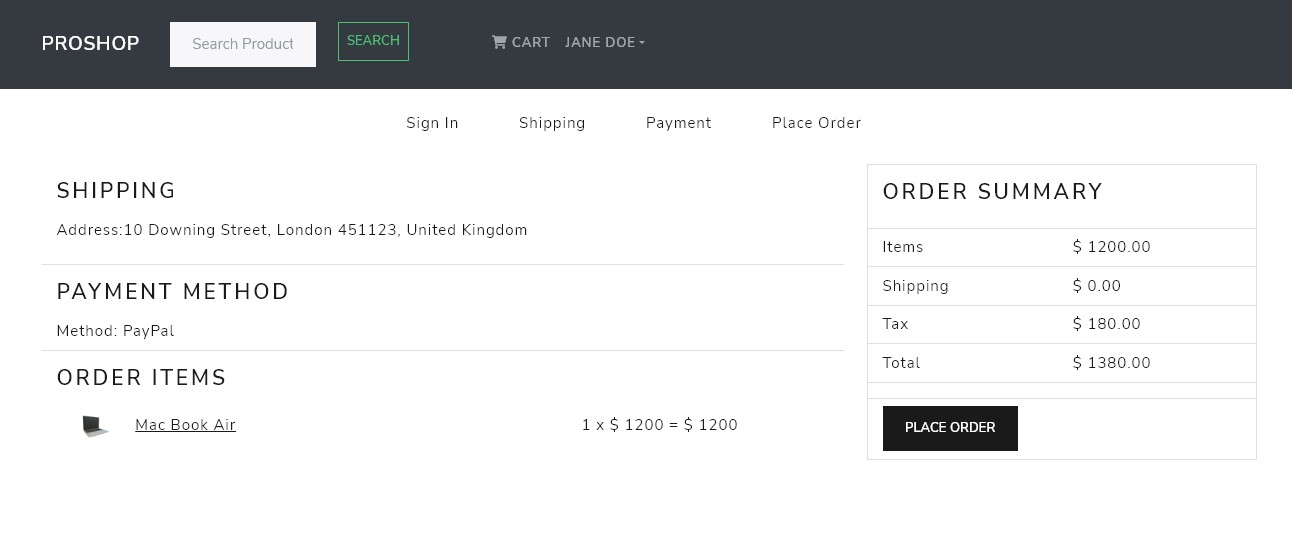 PROSHOP
Search Product
SEARCH
CART
JANE DOE
Sign In
Shipping
Payment
Place Order
SHIPPING
Address:10 Downing Street, London 451123, United Kingdom
PAYMENT METHOD
Method: PayPal
ORDER ITEMS
Mac Book Air
1 x $ 1200 = $ 1200
ORDER SUMMARY
Items $ 1200.00
Shipping $ 0.00
Tax $ 180.00
Total $ 1380.00
PLACE ORDER